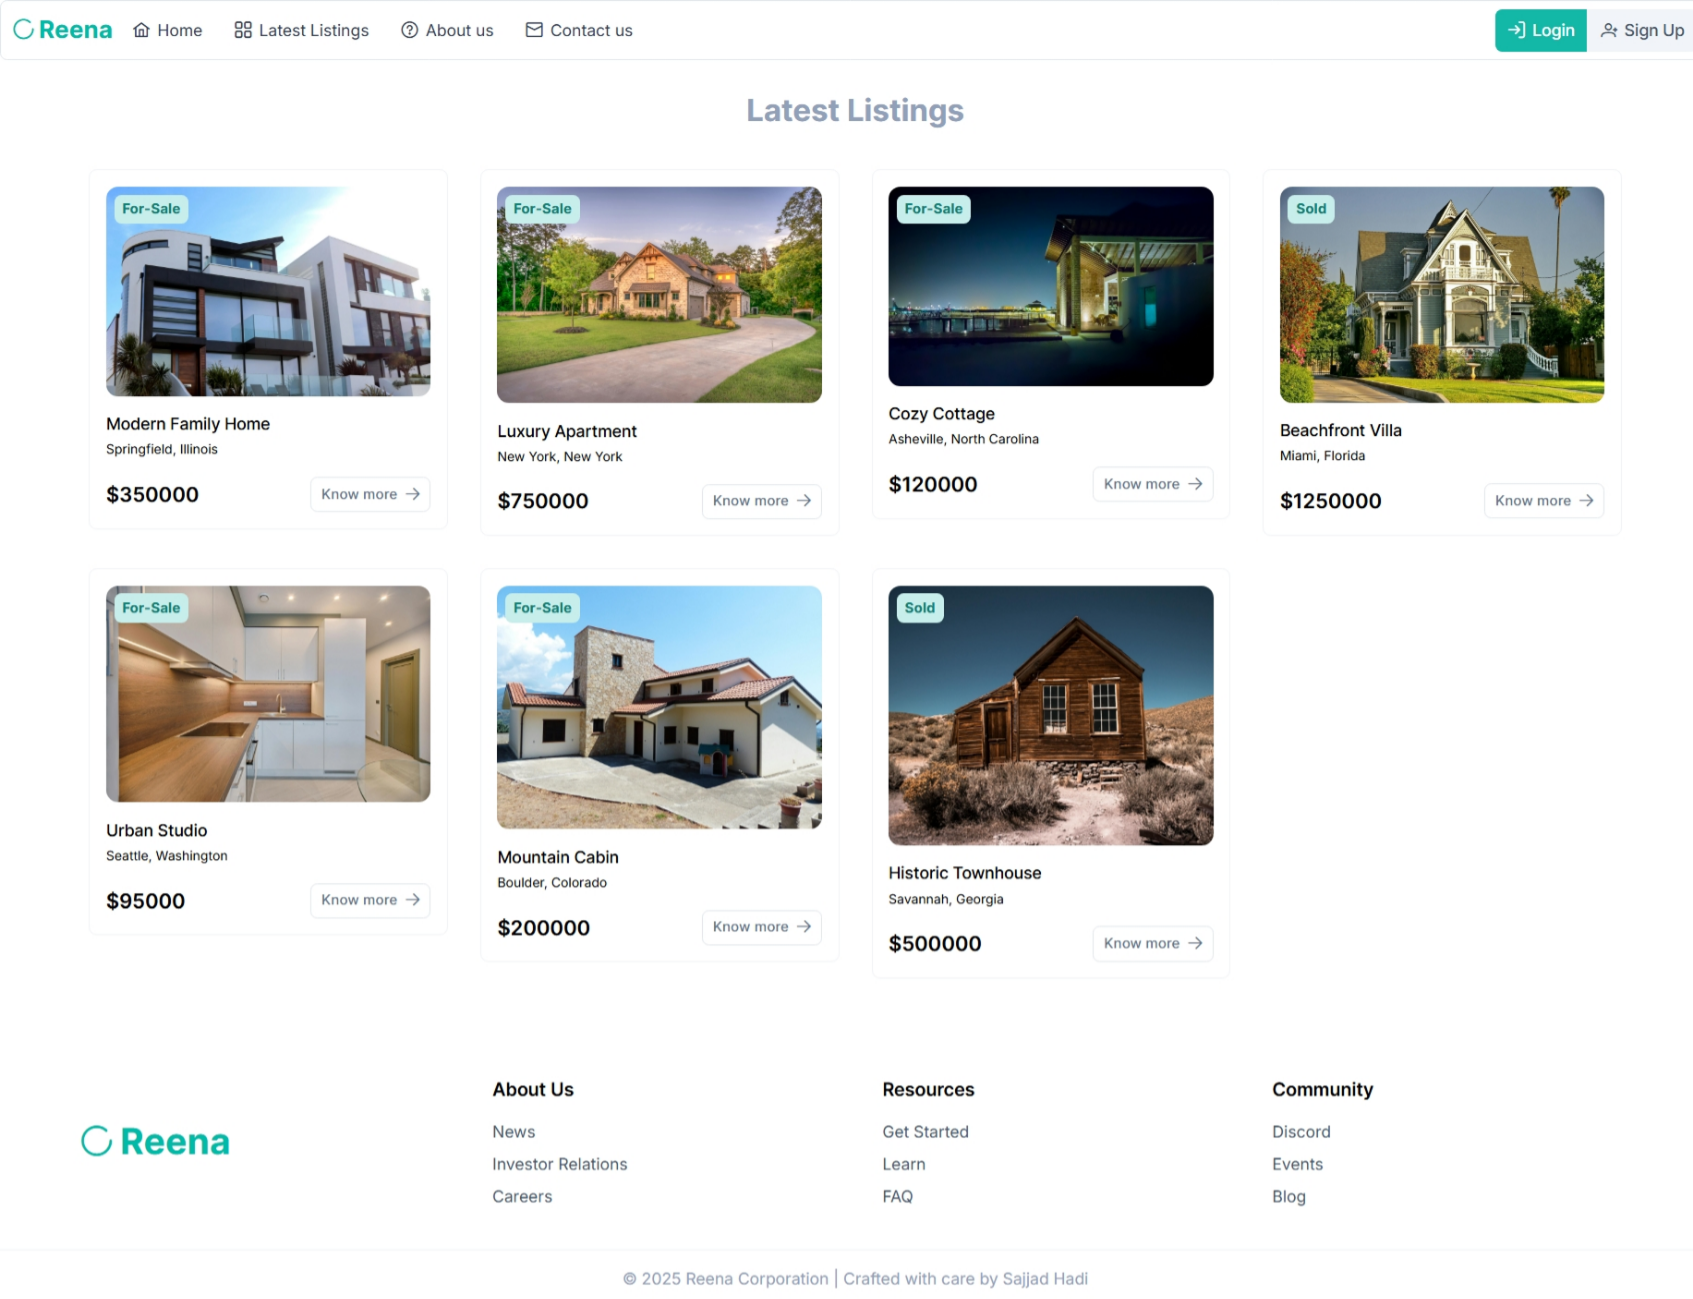 Reena
Home
Latest Listings
About us
Contact us
Login
Sign Up
Latest Listings
For-Sale
Modern Family Home
Springfield, Illinois
$350000
Know more
For-Sale
Luxury Apartment
New York, New York
$750000
Know more
For-Sale
Cozy Cottage
Asheville, North Carolina
$120000
Know more
Sold
Beachfront Villa
Miami, Florida
$1250000
Know more
For-Sale
Urban Studio
Seattle, Washington
$95000
Know more
For-Sale
Mountain Cabin
Boulder, Colorado
$200000
Know more
Sold
Historic Townhouse
Savannah, Georgia
$500000
Know more
Reena
About Us
News
Investor Relations
Careers
Resources
Get Started
Learn
FAQ
Community
Discord
Events
Blog
© 2025 Reena Corporation | Crafted with care by Sajjad Hadi